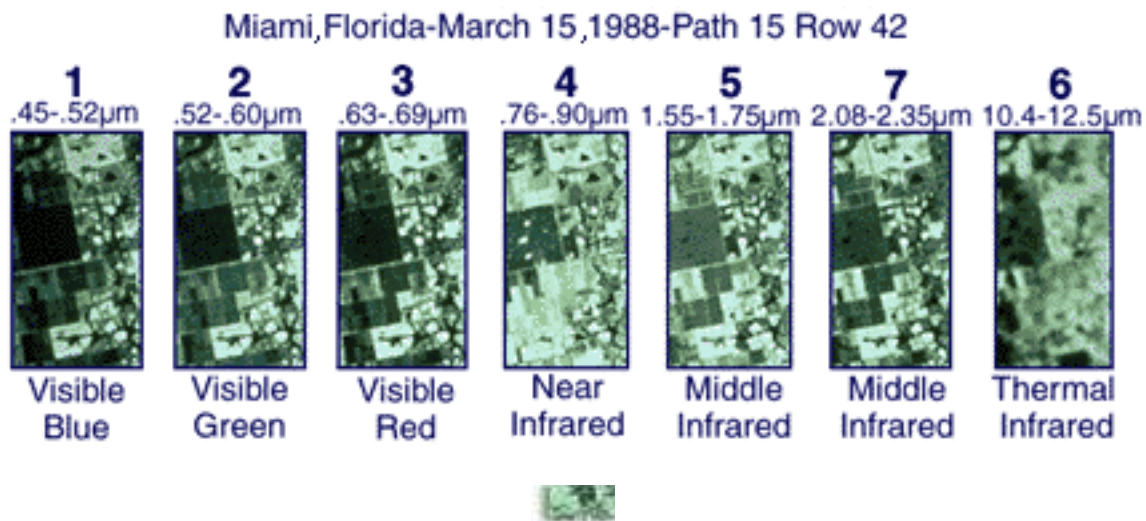 Miami,Florida-March 15,1988-Path 15 Row 42
1 2 3 4 5 7 6
.45-.52µm .52-.60µm .63-.69µm .76-.90µm 1.55-1.75µm 2.08-2.35µm 10.4-12.5µm
Visible Visible Visible Near Middle Middle Thermal
Blue Green Red Infrared Infrared Infrared Infrared